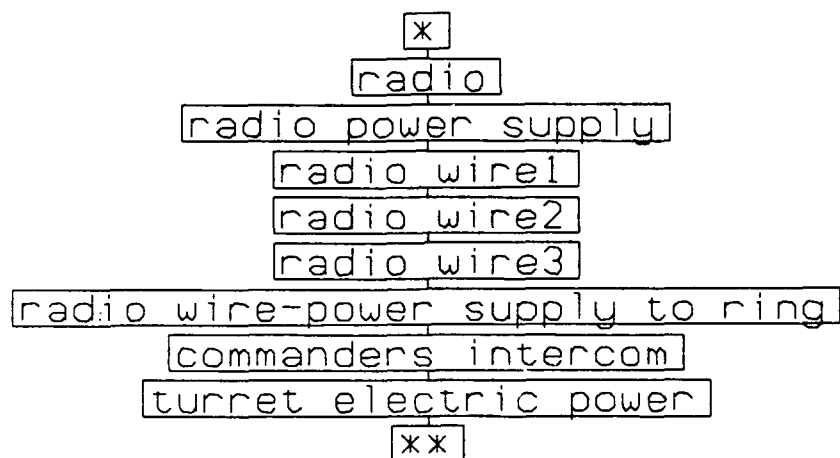 *
radio
radio power supply
radio wire1
radio wire2
radio wire3
radio wire-power supply to ring
commanders intercom
turret electric power
**